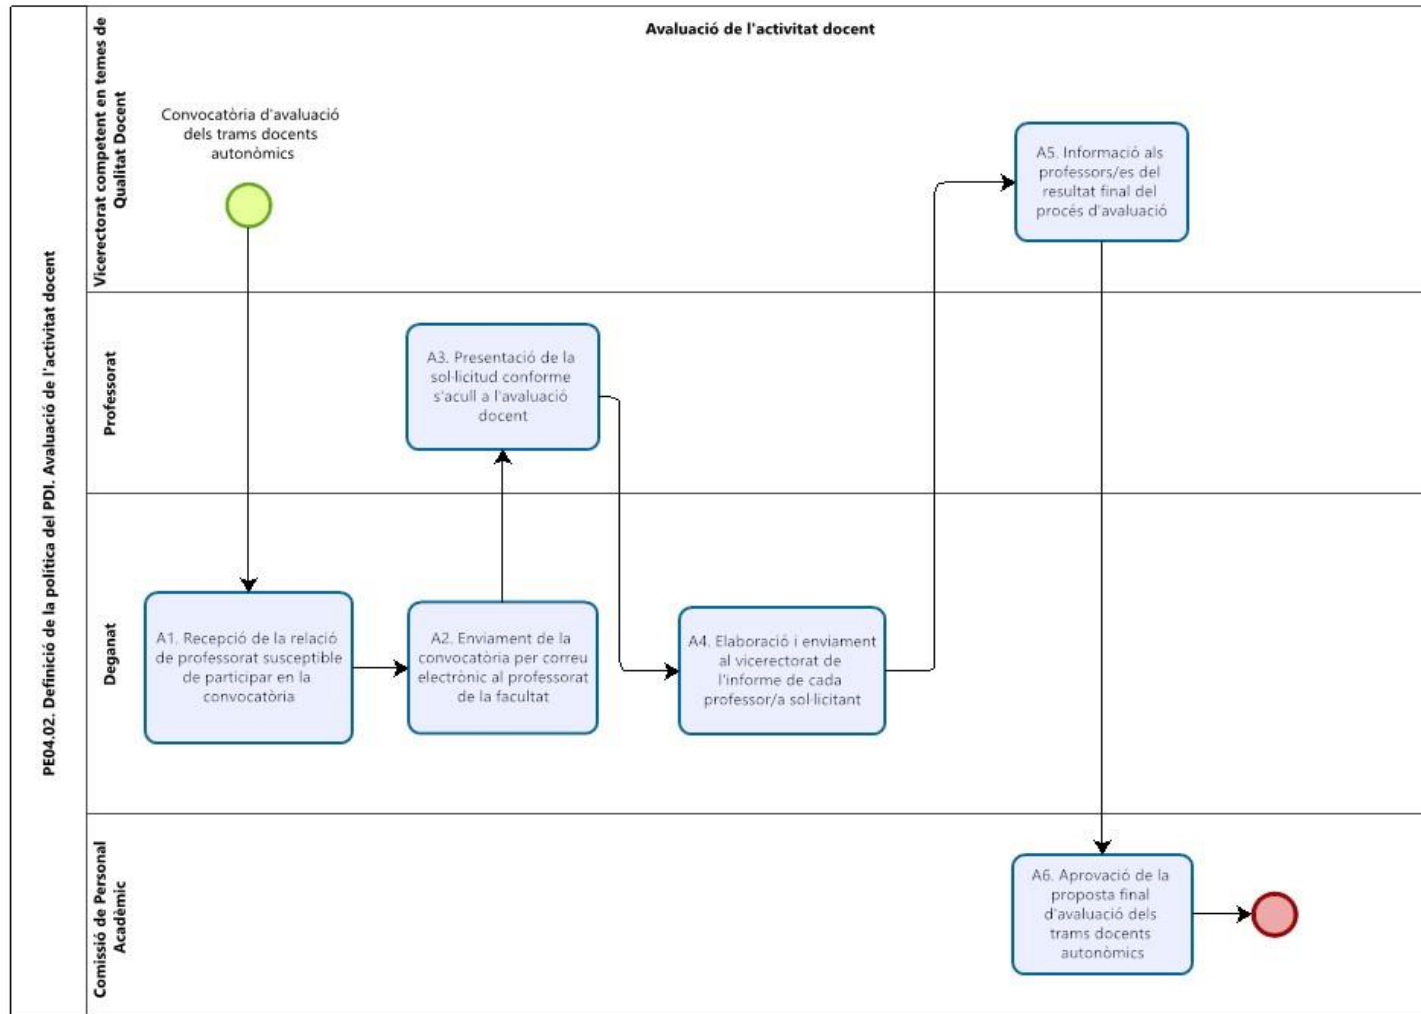 Avaluació de l'activitat docent
PE04.02. Definició de la política del PDI. Avaluació de l'activitat docent
Vicerectorat competent en temes de
Qualitat Docent
Convocatòria d'avaluació
dels trams docents
autonòmics
A5. Informació als
professors/es del
resultat final del
procés d'avaluació
Professorat
A3. Presentació de la
sol·licitud conforme
s'acull a l'avaluació
docent
Deganat
A1. Recepció de la relació
de professorat susceptible
de participar en la
convocatòria
A2. Enviament de la
convocatòria per correu
electrònic al professorat
de la facultat
A4. Elaboració i enviament
al vicerectorat de
l'informe de cada
professor/a sol·licitant
Comissió de Personal
Acadèmic
A6. Aprovació de la
proposta final
d'avaluació dels
trams docents
autonòmics